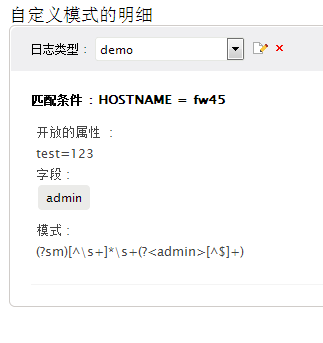 自定义模式的明细
日志类型： demo
匹配条件 : HOSTNAME = fw45
开放的属性 ：
test=123
字段 :
admin
模式 :
(?sm)[^\s+]*\s+(?<admin>[^$]+)